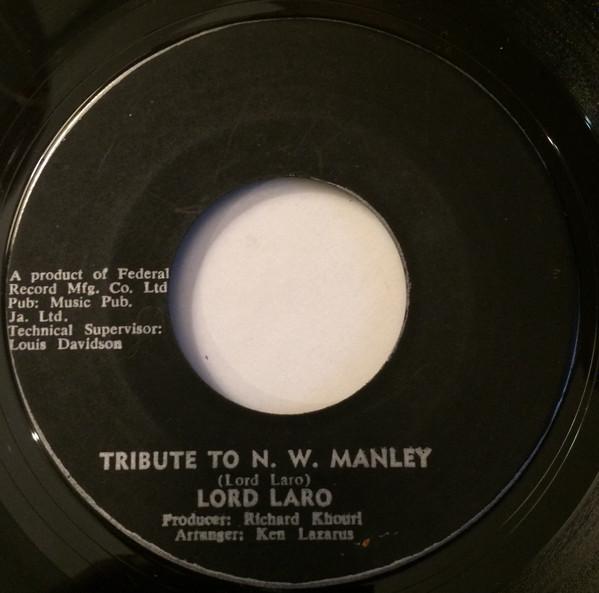 A product of Federal
Record Mfg. Co. Ltd
Pub: Music Pub.
Ja. Ltd.
Technical Supervisor:
Louis Davidson
TRIBUTE TO N. W. MANLEY
(Lord Laro)
LORD LARO
Producer: Richard Khouri
Arranger: Ken Lazarus